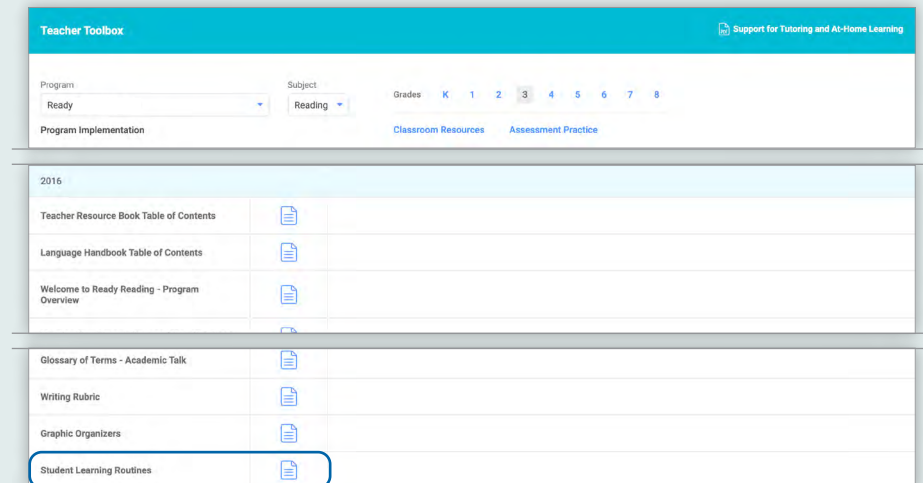 Teacher Toolbox
Support for Tutoring and At-Home Learning
Program
Subject
Ready
Reading
Grades K 1 2 3 4 5 6 7 8
Program Implementation
Classroom Resources Assessment Practice
2016
Teacher Resource Book Table of Contents
Language Handbook Table of Contents
Welcome to Ready Reading - Program
Overview
Glossary of Terms - Academic Talk
Writing Rubric
Graphic Organizers
Student Learning Routines